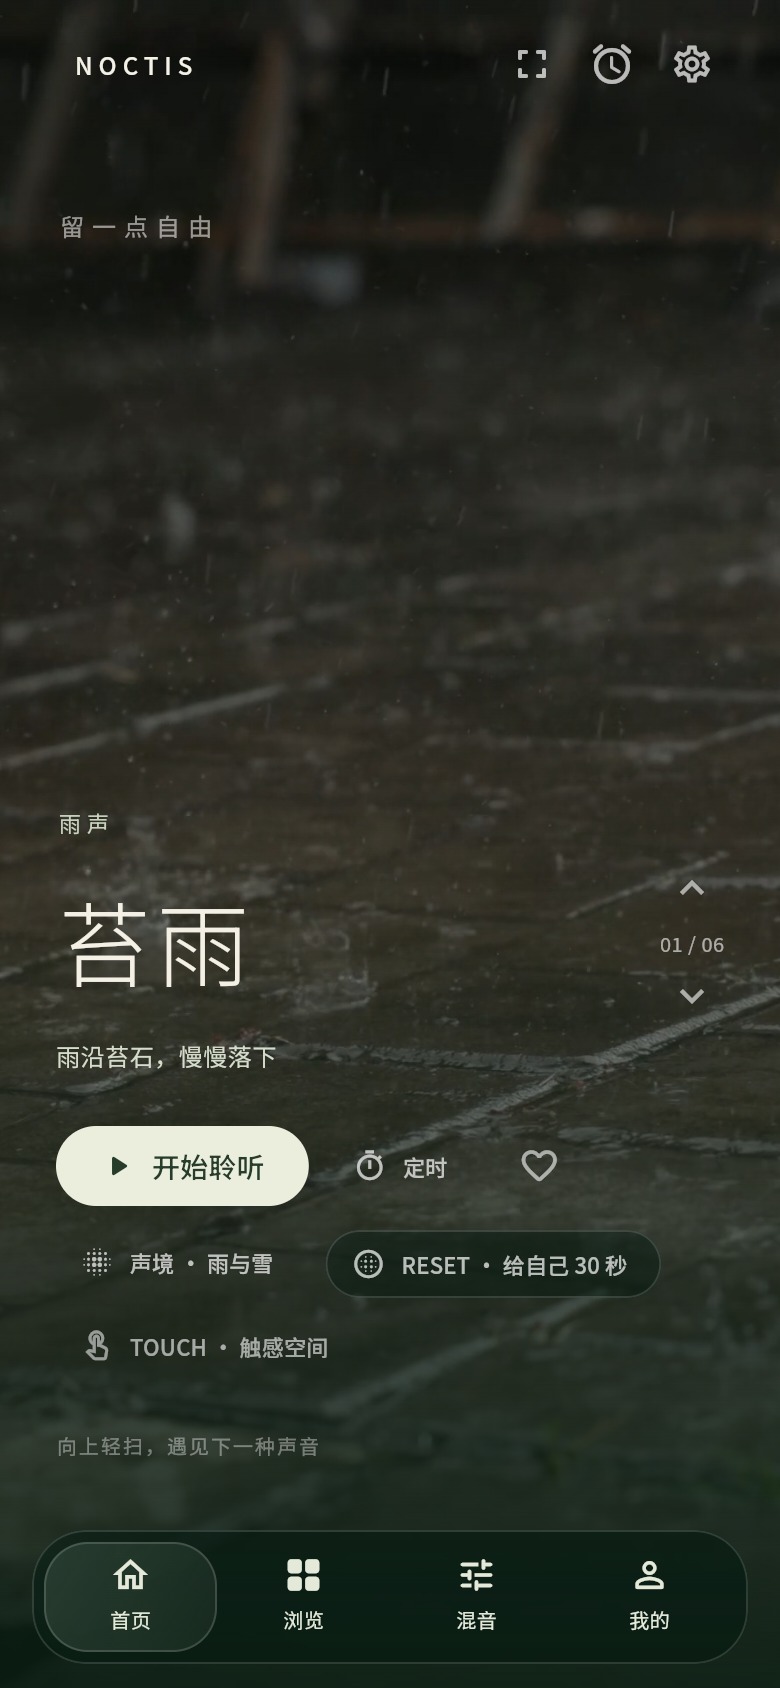 NOCTIS
留一点自由
雨声
苔雨
01 / 06
雨沿苔石，慢慢落下
开始聆听
定时
声境 · 雨与雪
RESET · 给自己 30 秒
TOUCH · 触感空间
向上轻扫，遇见下一种声音
首页
浏览
混音
我的